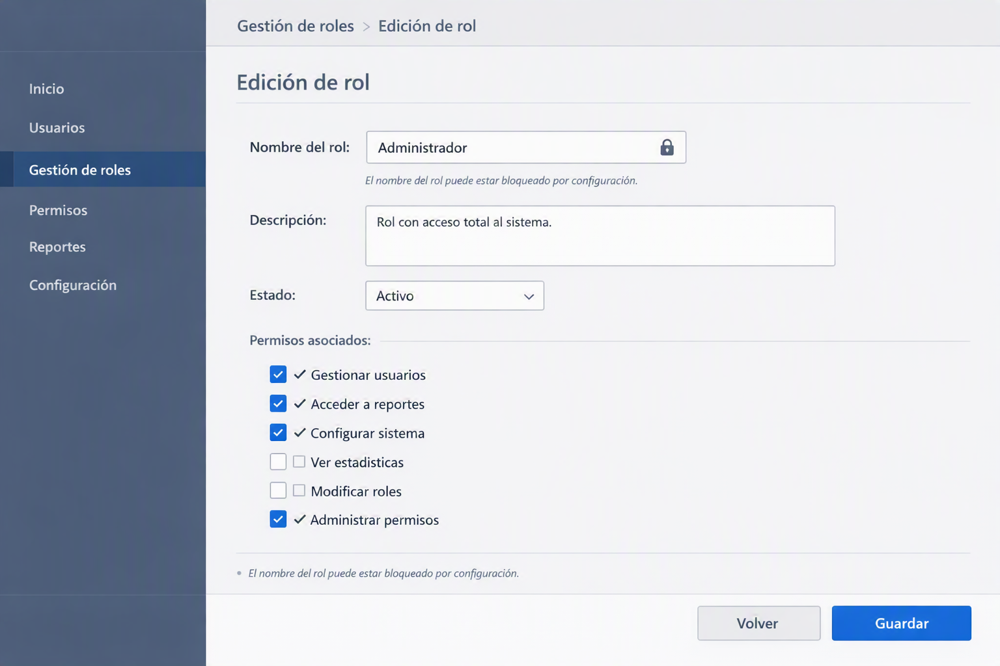 Gestión de roles > Edición de rol
Inicio
Usuarios
Gestión de roles
Permisos
Reportes
Configuración
Edición de rol
Nombre del rol: Administrador
El nombre del rol puede estar bloqueado por configuración.
Descripción: Rol con acceso total al sistema.
Estado: Activo
Permisos asociados:
✓ Gestionar usuarios
✓ Acceder a reportes
✓ Configurar sistema
Ver estadisticas
Modificar roles
✓ Administrar permisos
• El nombre del rol puede estar bloqueado por configuración.
Volver Guardar